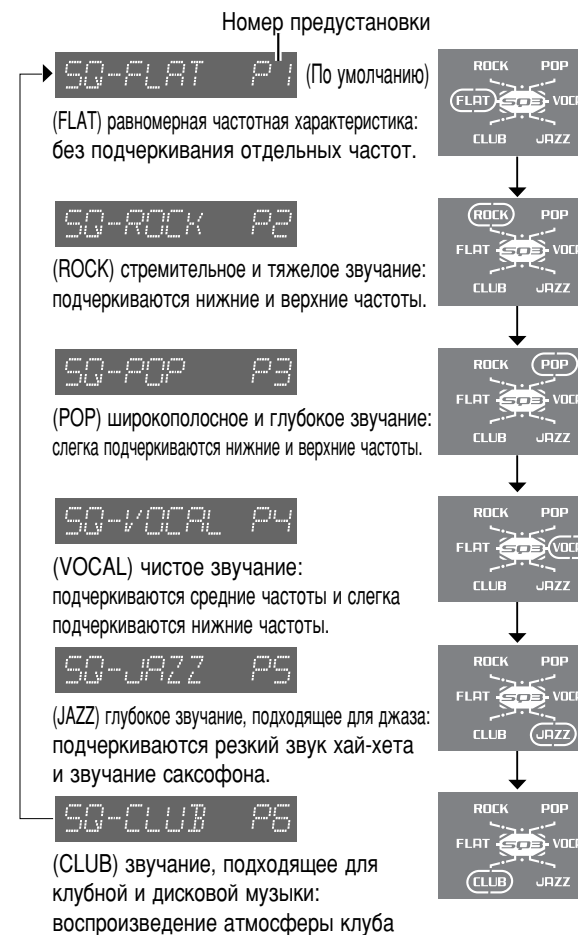 Номер предустановки
SQ-FLAT P1 (По умолчанию)
(FLAT) равномерная частотная характеристика:
без подчеркивания отдельных частот.
ROCK POP
FLAT SQ3
CLUB JAZZ
SQ-ROCK P2
(ROCK) стремительное и тяжелое звучание:
подчеркиваются нижние и верхние частоты.
ROCK POP
FLAT SQ3
CLUB JAZZ
SQ-POP P3
(POP) широкополосное и глубокое звучание:
слегка подчеркиваются нижние и верхние частоты.
ROCK POP
FLAT SQ3
CLUB JAZZ
SQ-VOCAL P4
(VOCAL) чистое звучание:
подчеркиваются средние частоты и слегка
подчеркиваются нижние частоты.
ROCK POP
FLAT SQ3
CLUB JAZZ
SQ-JAZZ P5
(JAZZ) глубокое звучание, подходящее для джаза:
подчеркиваются резкий звук хай-хета
и звучание саксофона.
ROCK POP
FLAT SQ3
CLUB JAZZ
SQ-CLUB P6
(CLUB) звучание, подходящее для
клубной и дисковой музыки:
воспроизведение атмосферы клуба
ROCK POP
FLAT SQ3
CLUB JAZZ